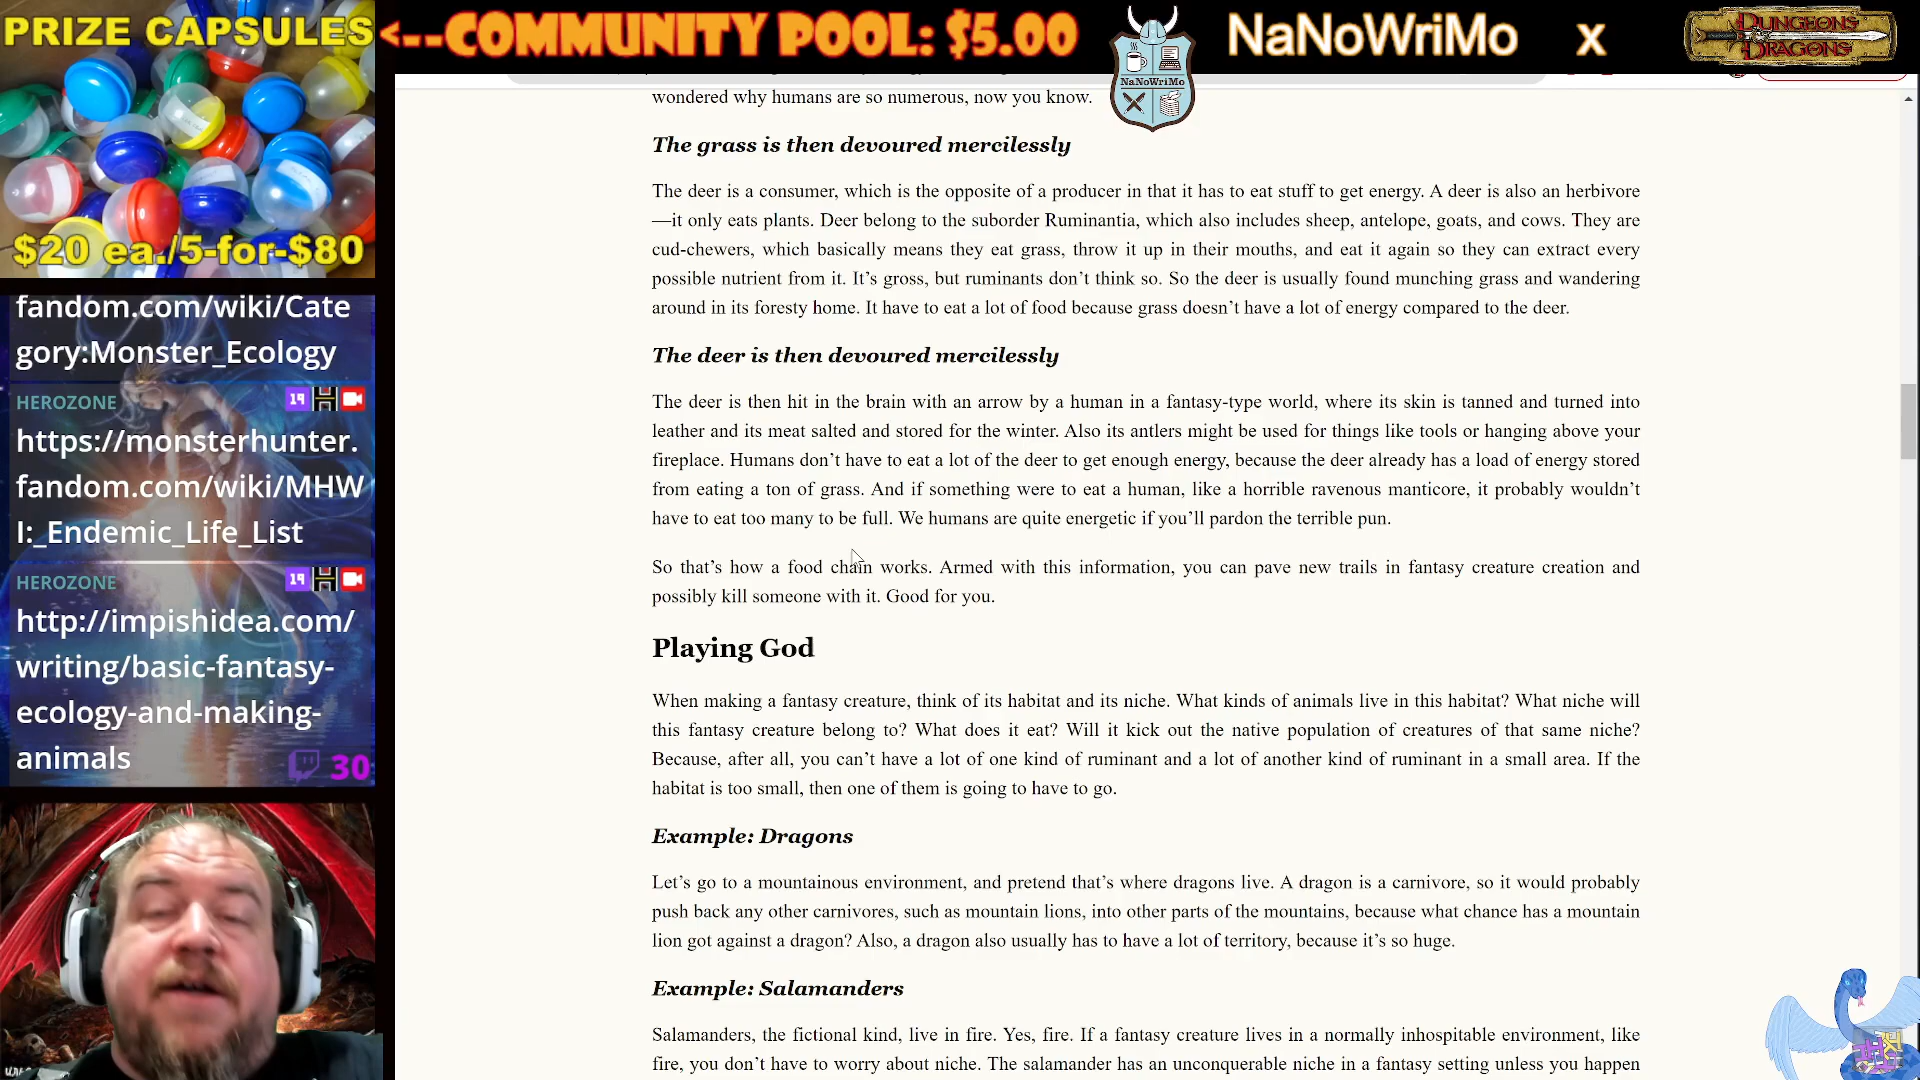 PRIZE CAPSULES
<--COMMUNITY POOL: $5.00
NaNoWriMo
x
DUNGEONS
DRAGONS
NaNoWriMo
$20 ea./5-for-$80
fandom.com/wiki/Cate
gory:Monster_Ecology
HEROZONE
19
https://monsterhunter.
fandom.com/wiki/MHW
I:_Endemic_Life_List
HEROZONE
19
http://impishidea.com/
writing/basic-fantasy-
ecology-and-making-
animals
30
wondered why humans are so numerous, now you know.
The grass is then devoured mercilessly
The deer is a consumer, which is the opposite of a producer in that it has to eat stuff to get energy. A deer is also an herbivore
—it only eats plants. Deer belong to the suborder Ruminantia, which also includes sheep, antelope, goats, and cows. They are
cud-chewers, which basically means they eat grass, throw it up in their mouths, and eat it again so they can extract every
possible nutrient from it. It's gross, but ruminants don't think so. So the deer is usually found munching grass and wandering
around in its foresty home. It have to eat a lot of food because grass doesn't have a lot of energy compared to the deer.
The deer is then devoured mercilessly
The deer is then hit in the brain with an arrow by a human in a fantasy-type world, where its skin is tanned and turned into
leather and its meat salted and stored for the winter. Also its antlers might be used for things like tools or hanging above your
fireplace. Humans don't have to eat a lot of the deer to get enough energy, because the deer already has a load of energy stored
from eating a ton of grass. And if something were to eat a human, like a horrible ravenous manticore, it probably wouldn't
have to eat too many to be full. We humans are quite energetic if you'll pardon the terrible pun.
So that's how a food chain works. Armed with this information, you can pave new trails in fantasy creature creation and
possibly kill someone with it. Good for you.
Playing God
When making a fantasy creature, think of its habitat and its niche. What kinds of animals live in this habitat? What niche will
this fantasy creature belong to? What does it eat? Will it kick out the native population of creatures of that same niche?
Because, after all, you can't have a lot of one kind of ruminant and a lot of another kind of ruminant in a small area. If the
habitat is too small, then one of them is going to have to go.
Example: Dragons
Let's go to a mountainous environment, and pretend that's where dragons live. A dragon is a carnivore, so it would probably
push back any other carnivores, such as mountain lions, into other parts of the mountains, because what chance has a mountain
lion got against a dragon? Also, a dragon also usually has to have a lot of territory, because it's so huge.
Example: Salamanders
Salamanders, the fictional kind, live in fire. Yes, fire. If a fantasy creature lives in a normally inhospitable environment, like
fire, you don't have to worry about niche. The salamander has an unconquerable niche in a fantasy setting unless you happen